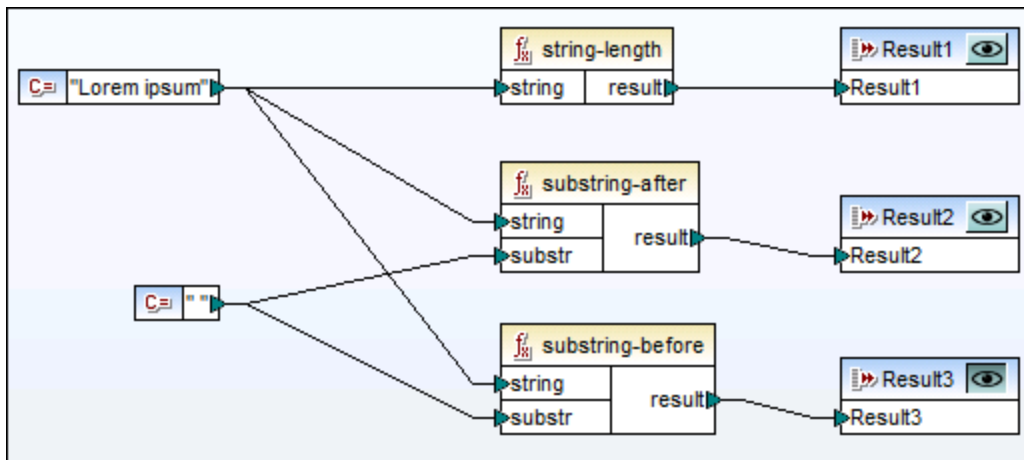 string-length
Result1
C= "Lorem ipsum"
string result
Result1
substring-after
string
result
substr
Result2
Result2
C= " "
substring-before
string
result
substr
Result3
Result3